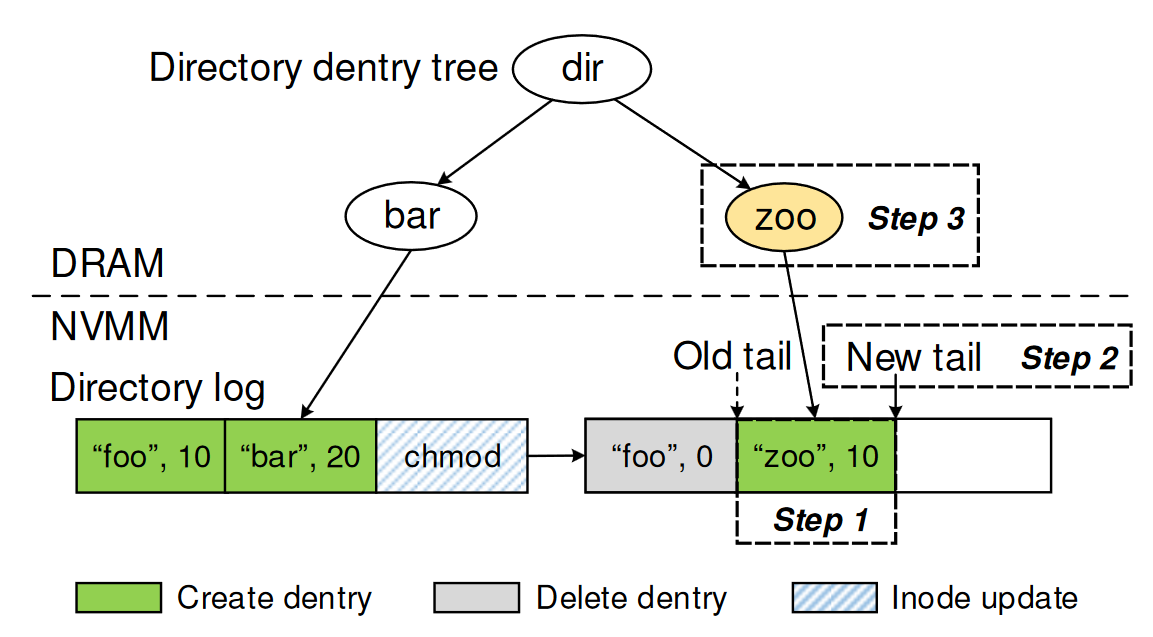 Directory dentry tree
dir
bar
zoo
Step 3
DRAM
NVMM
Old tail
New tail
Step 2
Directory log
“foo”, 10
“bar”, 20
chmod
“foo”, 0
“zoo”, 10
Step 1
Create dentry
Delete dentry
Inode update